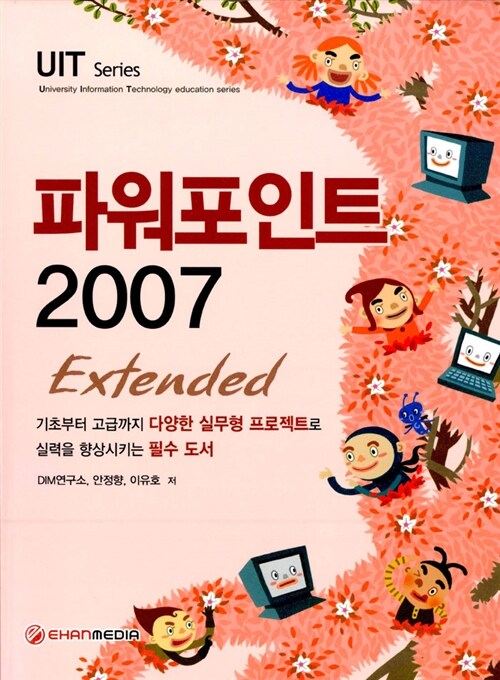 UIT Series
University Information Technology education series
파워포인트
2007
Extended
기초부터 고급까지 다양한 실무형 프로젝트로
실력을 향상시키는 필수 도서
DIM연구소, 안정향, 이유호 저
EHANMEDIA